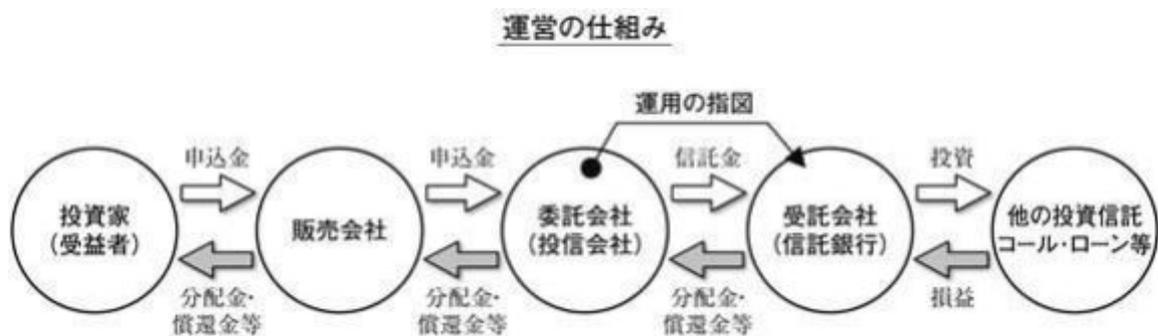 運営の仕組み
運用の指図
申込金
申込金
信託金
投資
投資家
(受益者)
販売会社
委託会社
(投信会社)
受託会社
(信託銀行)
他の投資信託
コール・ローン等
分配金・
償還金等
分配金・
償還金等
分配金・
償還金等
損益